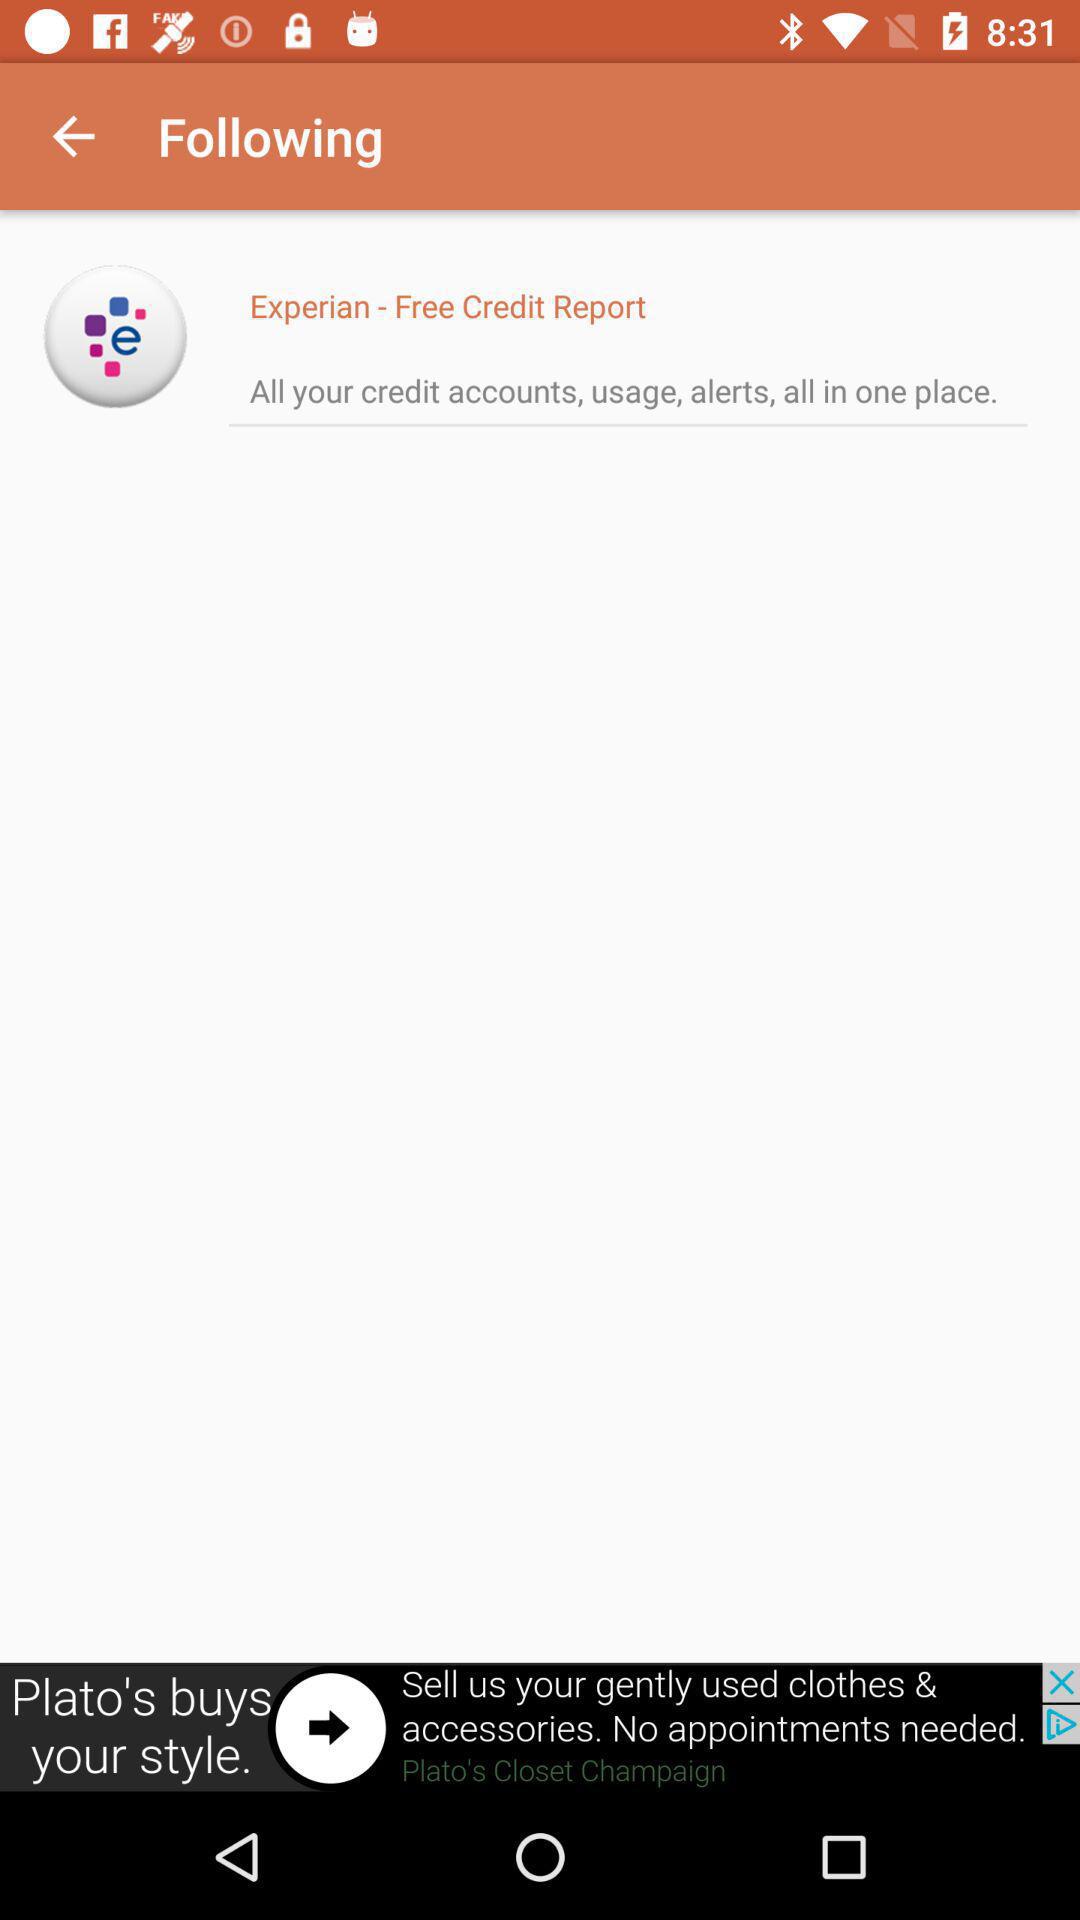 FAKE
8:31
Following
e
Experian - Free Credit Report
All your credit accounts, usage, alerts, all in one place.
Plato's buys
your style.
Sell us your gently used clothes &
accessories. No appointments needed.
Plato's Closet Champaign